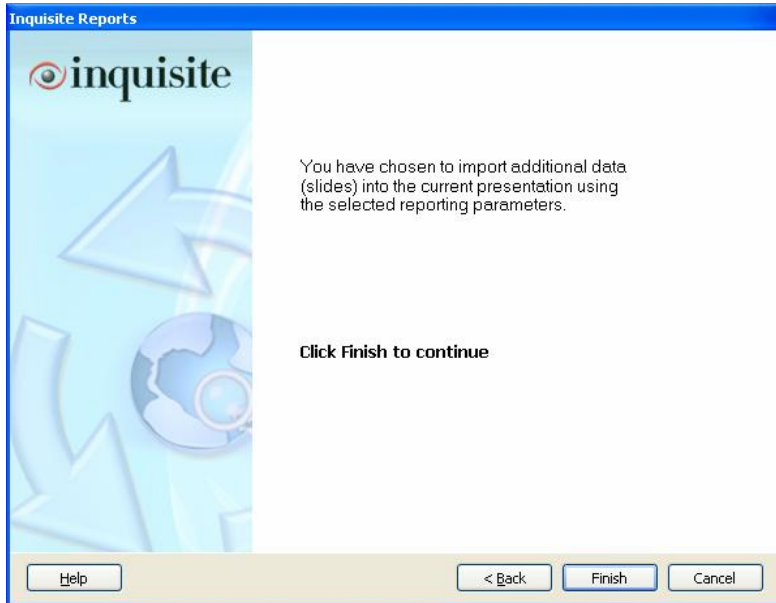 Inquisite Reports
inquisite
You have chosen to import additional data
(slides) into the current presentation using
the selected reporting parameters.
Click Finish to continue
Help
< Back
Finish
Cancel